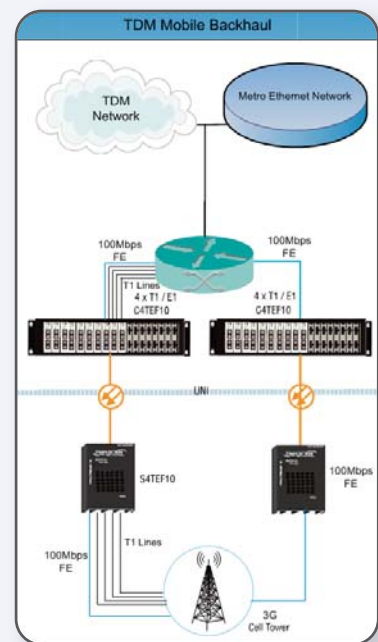 TDM Mobile Backhaul
TDM
Network
Metro Ethernet Network
100Mbps
FE
100Mbps
FE
T1 Lines
4 x T1 / E1
C4TEF10
4 x T1 / E1
C4TEF10
UNI
S4TEF10
100Mbps
FE
T1 Lines
100Mbps
FE
3G
Cell Tower